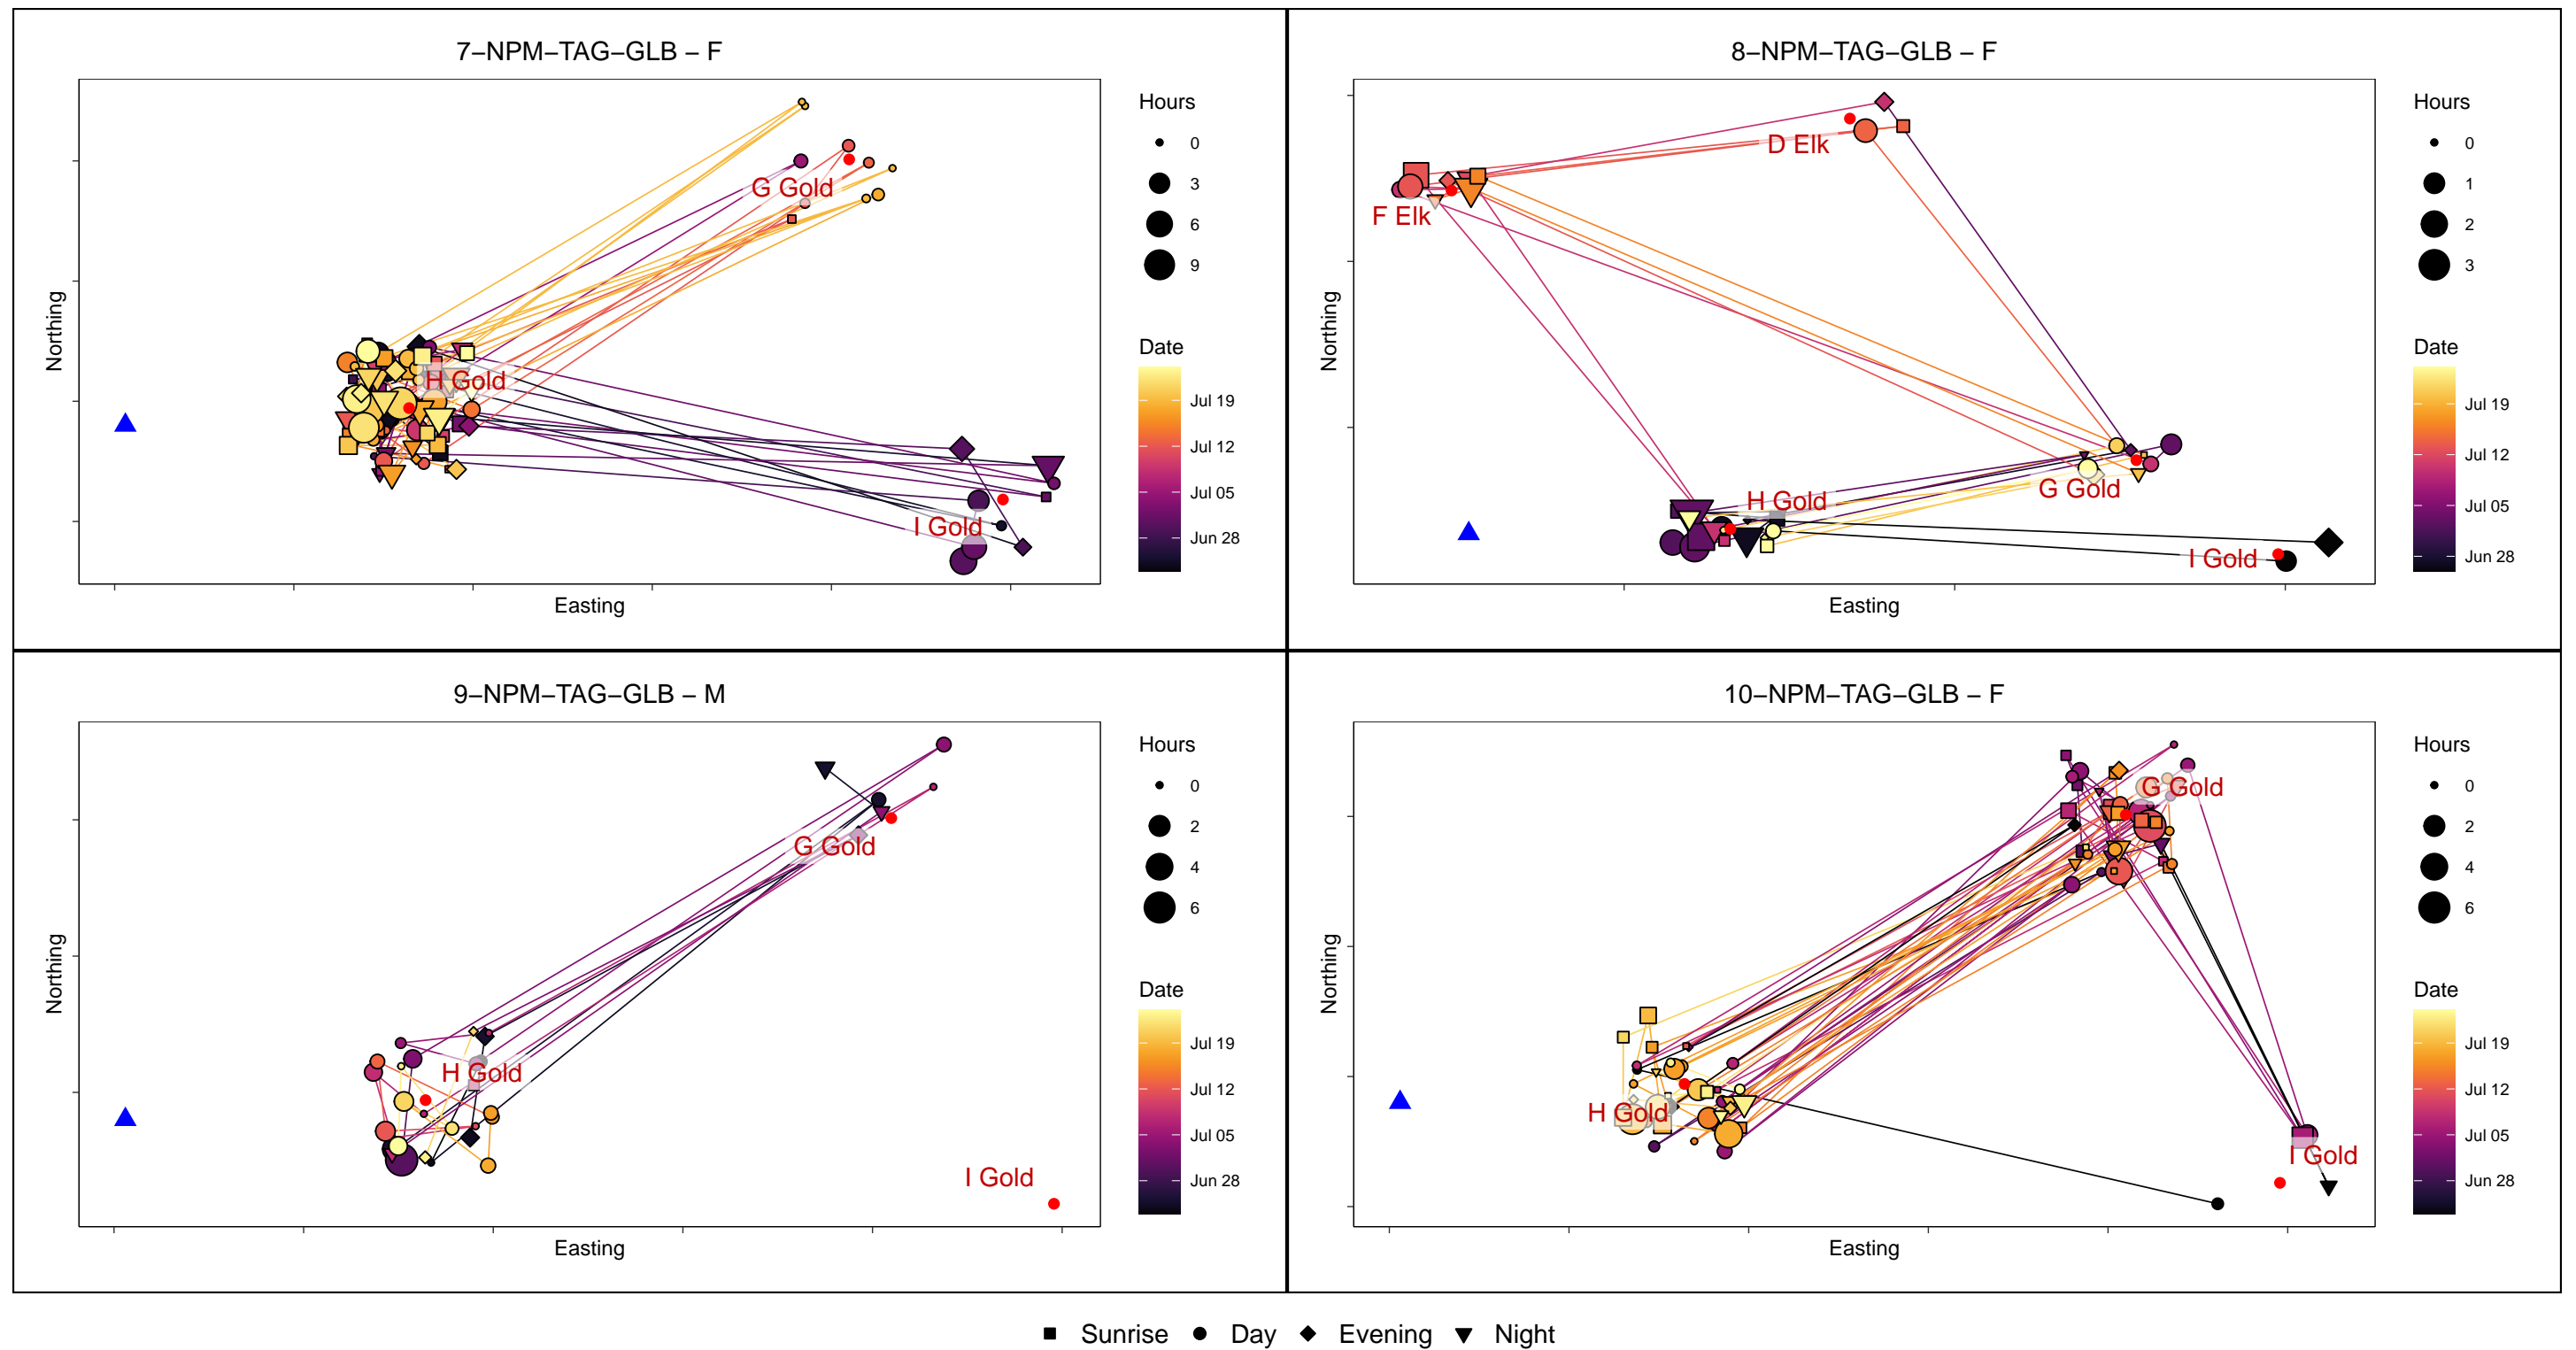 7−NPM−TAG−GLB − F
Northing
Easting
G Gold
H Gold
I Gold
Hours
0
3
6
9
Date
Jul 19
Jul 12
Jul 05
Jun 28
8−NPM−TAG−GLB − F
Northing
Easting
D Elk
F Elk
H Gold
G Gold
I Gold
Hours
0
1
2
3
Date
Jul 19
Jul 12
Jul 05
Jun 28
9−NPM−TAG−GLB − M
Northing
Easting
G Gold
H Gold
I Gold
Hours
0
2
4
6
Date
Jul 19
Jul 12
Jul 05
Jun 28
10−NPM−TAG−GLB − F
Northing
Easting
G Gold
H Gold
I Gold
Hours
0
2
4
6
Date
Jul 19
Jul 12
Jul 05
Jun 28
Sunrise Day Evening Night